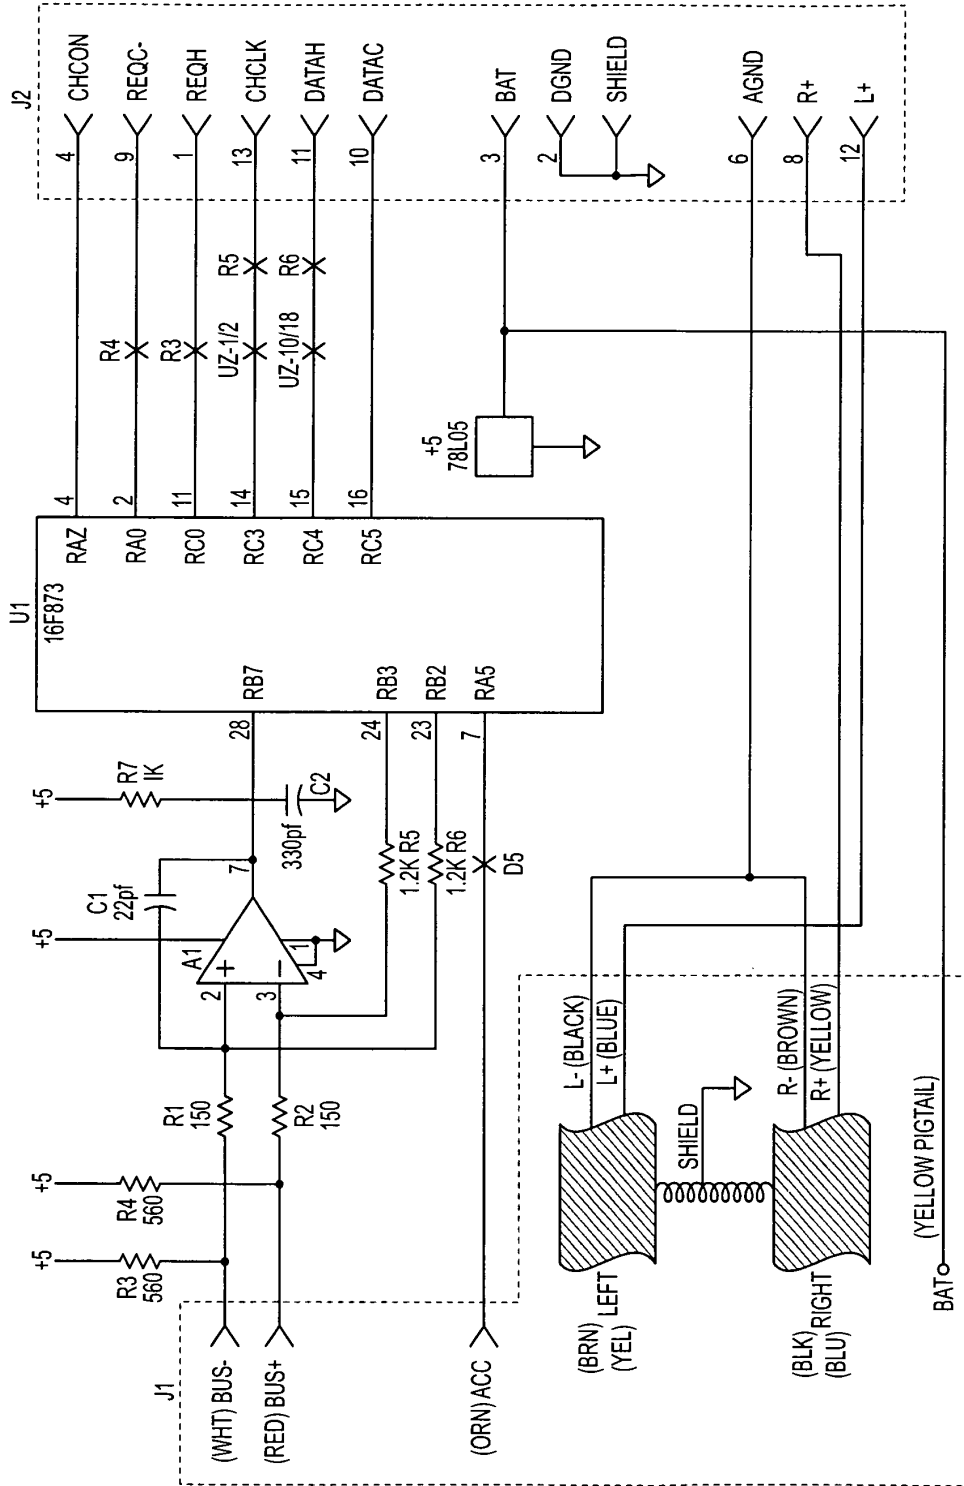 J2
4 CHCON
9 REQC-
1 REQH
13 CHCLK
11 DATAH
10 DATAC
3 BAT
2 DGND
SHIELD
6 AGND
8 R+
12 L+
R4
R3
UZ-1/2
R5
UZ-10/18
R6
+5
78L05
U1
16F873
RAZ 4
RA0 2
RC0 11
RC3 14
RC4 15
RC5 16
RB7 28
RB3 24
RB2 23
RA5 7
+5
R7
IK
330pf
C2
C1
22pf
+5
A1
2
+
3
-
7
1
4
1.2K R5
1.2K R6
D5
R1
150
R2
150
+5
R4
560
+5
R3
560
J1
(WHT) BUS-
(RED) BUS+
(ORN) ACC
L- (BLACK)
L+ (BLUE)
SHIELD
R- (BROWN)
R+ (YELLOW)
(BRN)
(YEL)
LEFT
(BLK)
(BLU)
RIGHT
BAT
(YELLOW PIGTAIL)